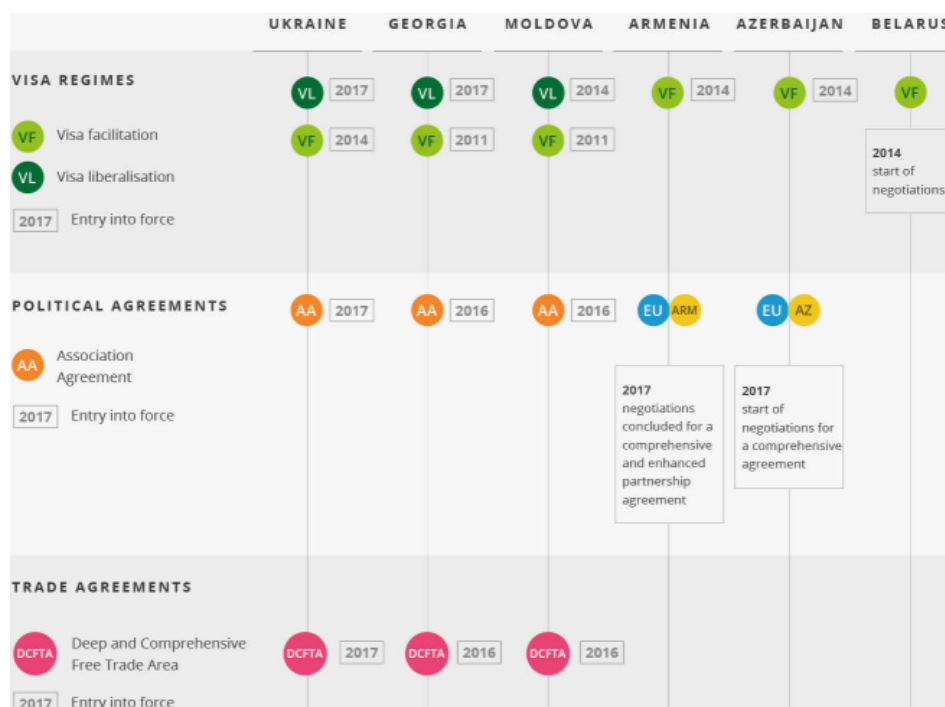 UKRAINE GEORGIA MOLDOVA ARMENIA AZERBAIJAN BELARUS
VISA REGIMES
VL 2017 VL 2017 VL 2014 VF 2014 VF 2014 VF
VF Visa facilitation
VF 2014 VF 2011 VF 2011
VL Visa liberalisation
2017 Entry into force
2014
start of
negotiations
POLITICAL AGREEMENTS
AA 2017 AA 2016 AA 2016 EU ARM EU AZ
AA Association
Agreement
2017 Entry into force
2017
negotiations
concluded for a
comprehensive
and enhanced
partnership
agreement
2017
start of
negotiations for
a comprehensive
agreement
TRADE AGREEMENTS
DCFTA Deep and Comprehensive
Free Trade Area
DCFTA 2017 DCFTA 2016 DCFTA 2016
2017 Entry into force